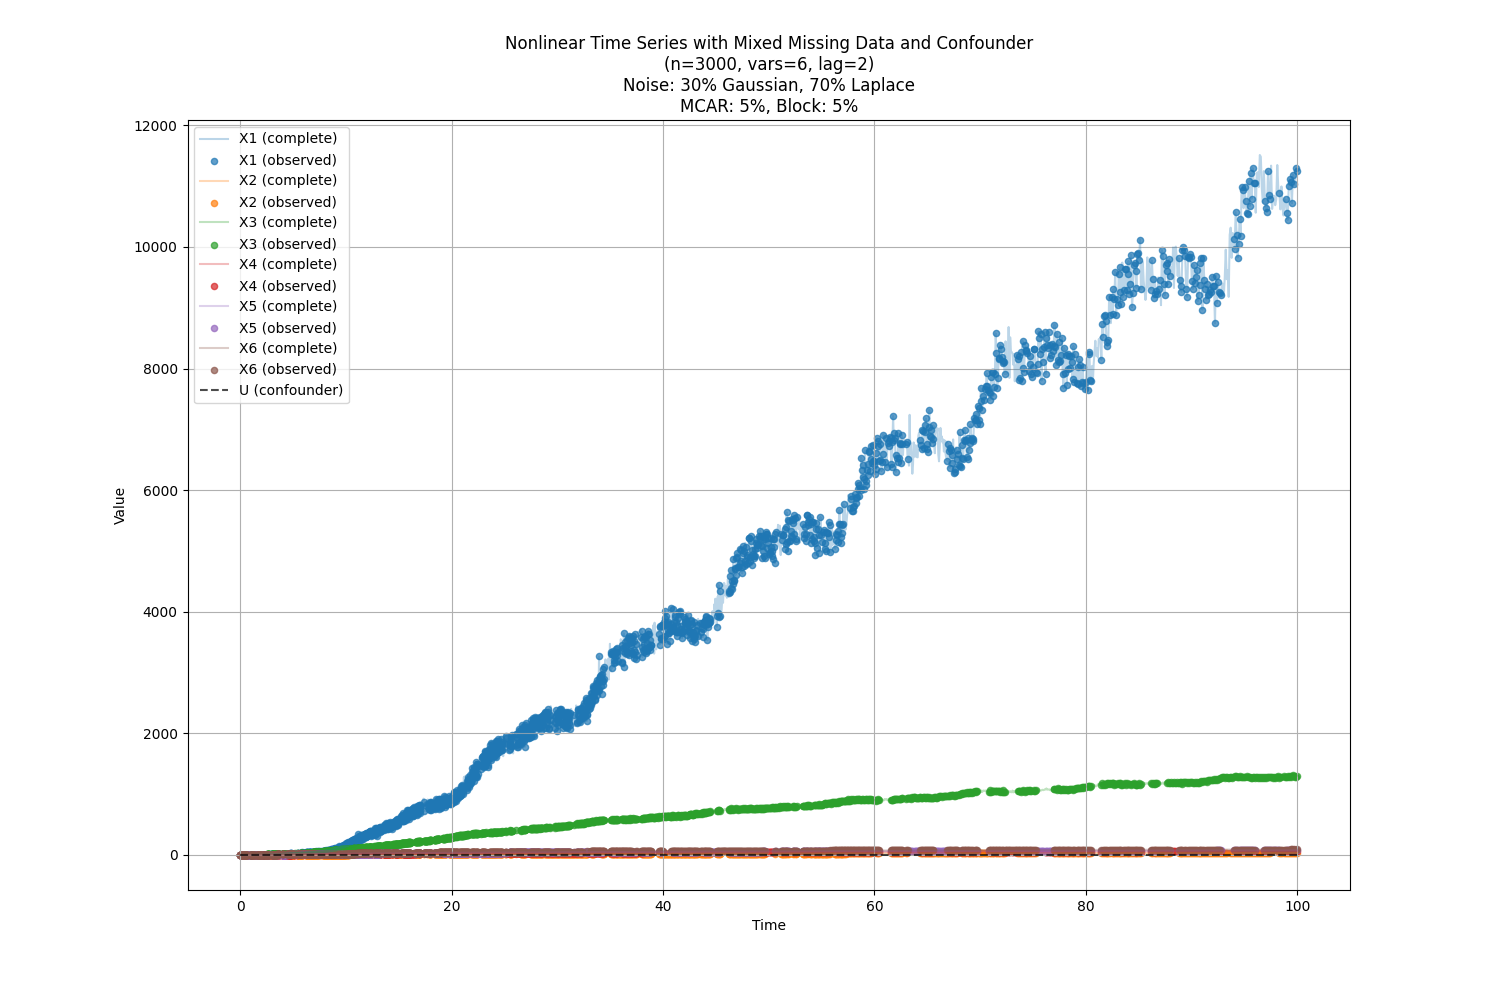 Nonlinear Time Series with Mixed Missing Data and Confounder
(n=3000, vars=6, lag=2)
Noise: 30% Gaussian, 70% Laplace
MCAR: 5%, Block: 5%
X1 (complete)
X1 (observed)
X2 (complete)
X2 (observed)
X3 (complete)
X3 (observed)
X4 (complete)
X4 (observed)
X5 (complete)
X5 (observed)
X6 (complete)
X6 (observed)
U (confounder)
12000
10000
8000
6000
4000
2000
0
Value
0 20 40 60 80 100
Time